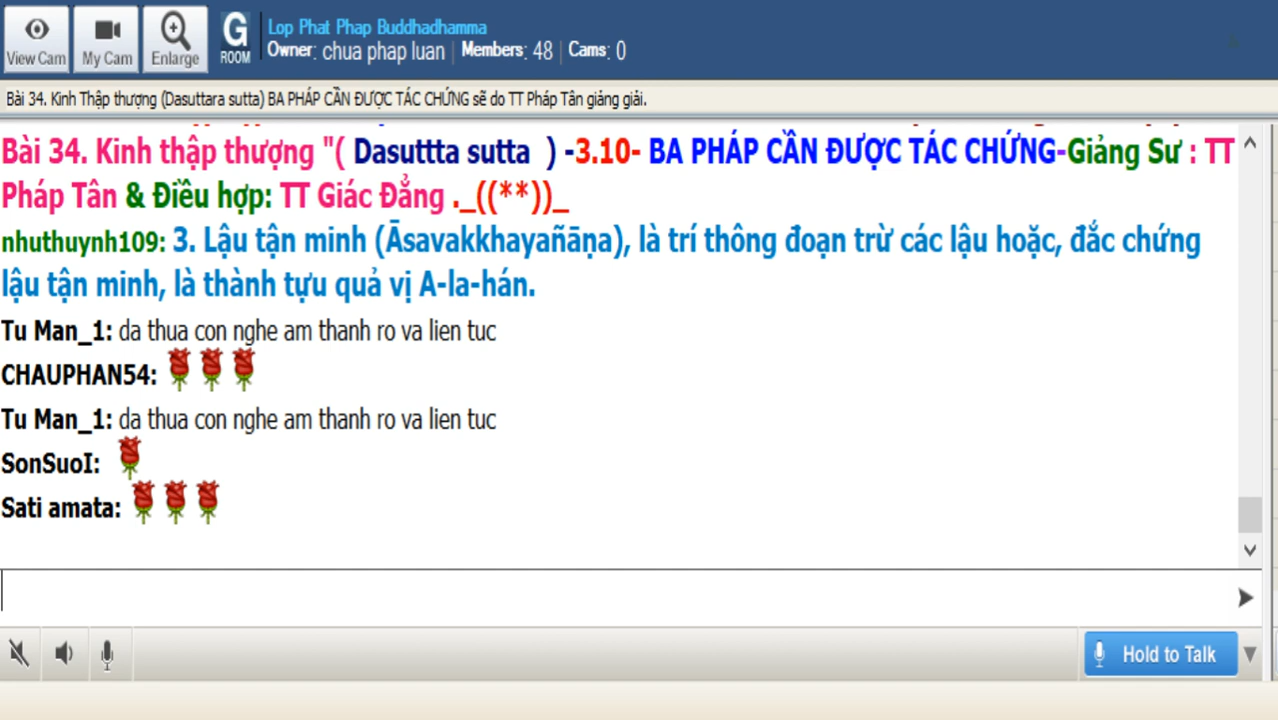 Lop Phat Phap Buddhadhamma
G
View Cam My Cam Enlarge ROOM Owner: chua phap luan | Members: 48 | Cams: 0
Bài 34. Kinh Thập thượng (Dasuttara sutta) BA PHÁP CẦN ĐƯỢC TÁC CHỨNG sẽ do TT Pháp Tân giảng giải.
Bài 34. Kinh thập thượng "( Dasuttta sutta ) -3.10- BA PHÁP CẦN ĐƯỢC TÁC CHỨNG-Giảng Sư : TT
Pháp Tân & Điều hợp: TT Giác Đẳng ._((**))_
nhuthuynh109: 3. Lậu tận minh (Āsavakkhayañāṇa), là trí thông đoạn trừ các lậu hoặc, đắc chứng
lậu tận minh, là thành tựu quả vị A-la-hán.
Tu Man_1: da thua con nghe am thanh ro va lien tuc
CHAUPHAN54:
Tu Man_1: da thua con nghe am thanh ro va lien tuc
SonSuoI:
Sati amata:
Hold to Talk